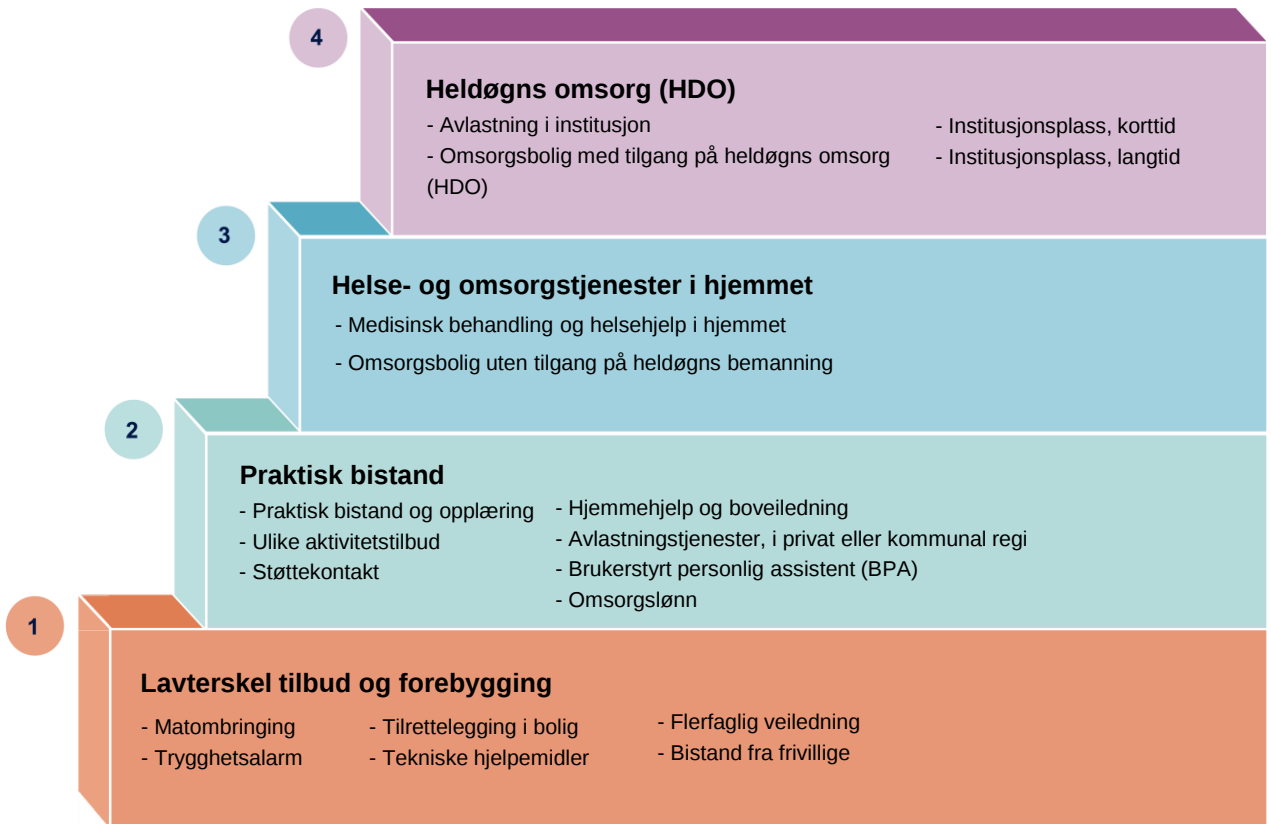 4
Heldøgns omsorg (HDO)
- Avlastning i institusjon
- Omsorgsbolig med tilgang på heldøgns omsorg
(HDO)
- Institusjonsplass, korttid
- Institusjonsplass, langtid
3
Helse- og omsorgstjenester i hjemmet
- Medisinsk behandling og helsehjelp i hjemmet
- Omsorgsbolig uten tilgang på heldøgns bemanning
2
Praktisk bistand
- Praktisk bistand og opplæring
- Ulike aktivitetstilbud
- Støttekontakt
- Hjemmehjelp og boveiledning
- Avlastningstjenester, i privat eller kommunal regi
- Brukerstyrt personlig assistent (BPA)
- Omsorgslønn
1
Lavterskel tilbud og forebygging
- Matombringing
- Trygghetsalarm
- Tilrettelegging i bolig
- Tekniske hjelpemidler
- Flerfaglig veiledning
- Bistand fra frivillige